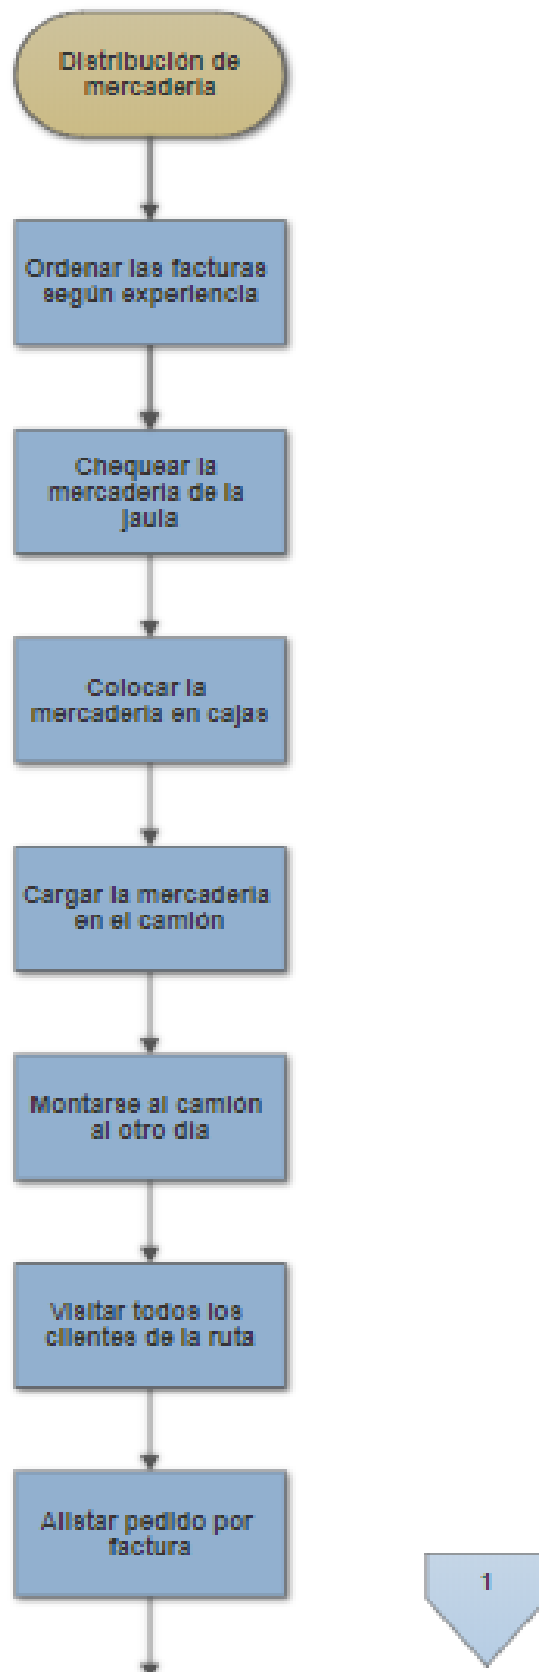 Distribución de
mercadería
Ordenar las facturas
según experiencia
Chequear la
mercadería de la
jaula
Colocar la
mercadería en cajas
Cargar la mercadería
en el camión
Montarse al camión
al otro día
Visitar todos los
clientes de la ruta
Alistar pedido por
factura
1